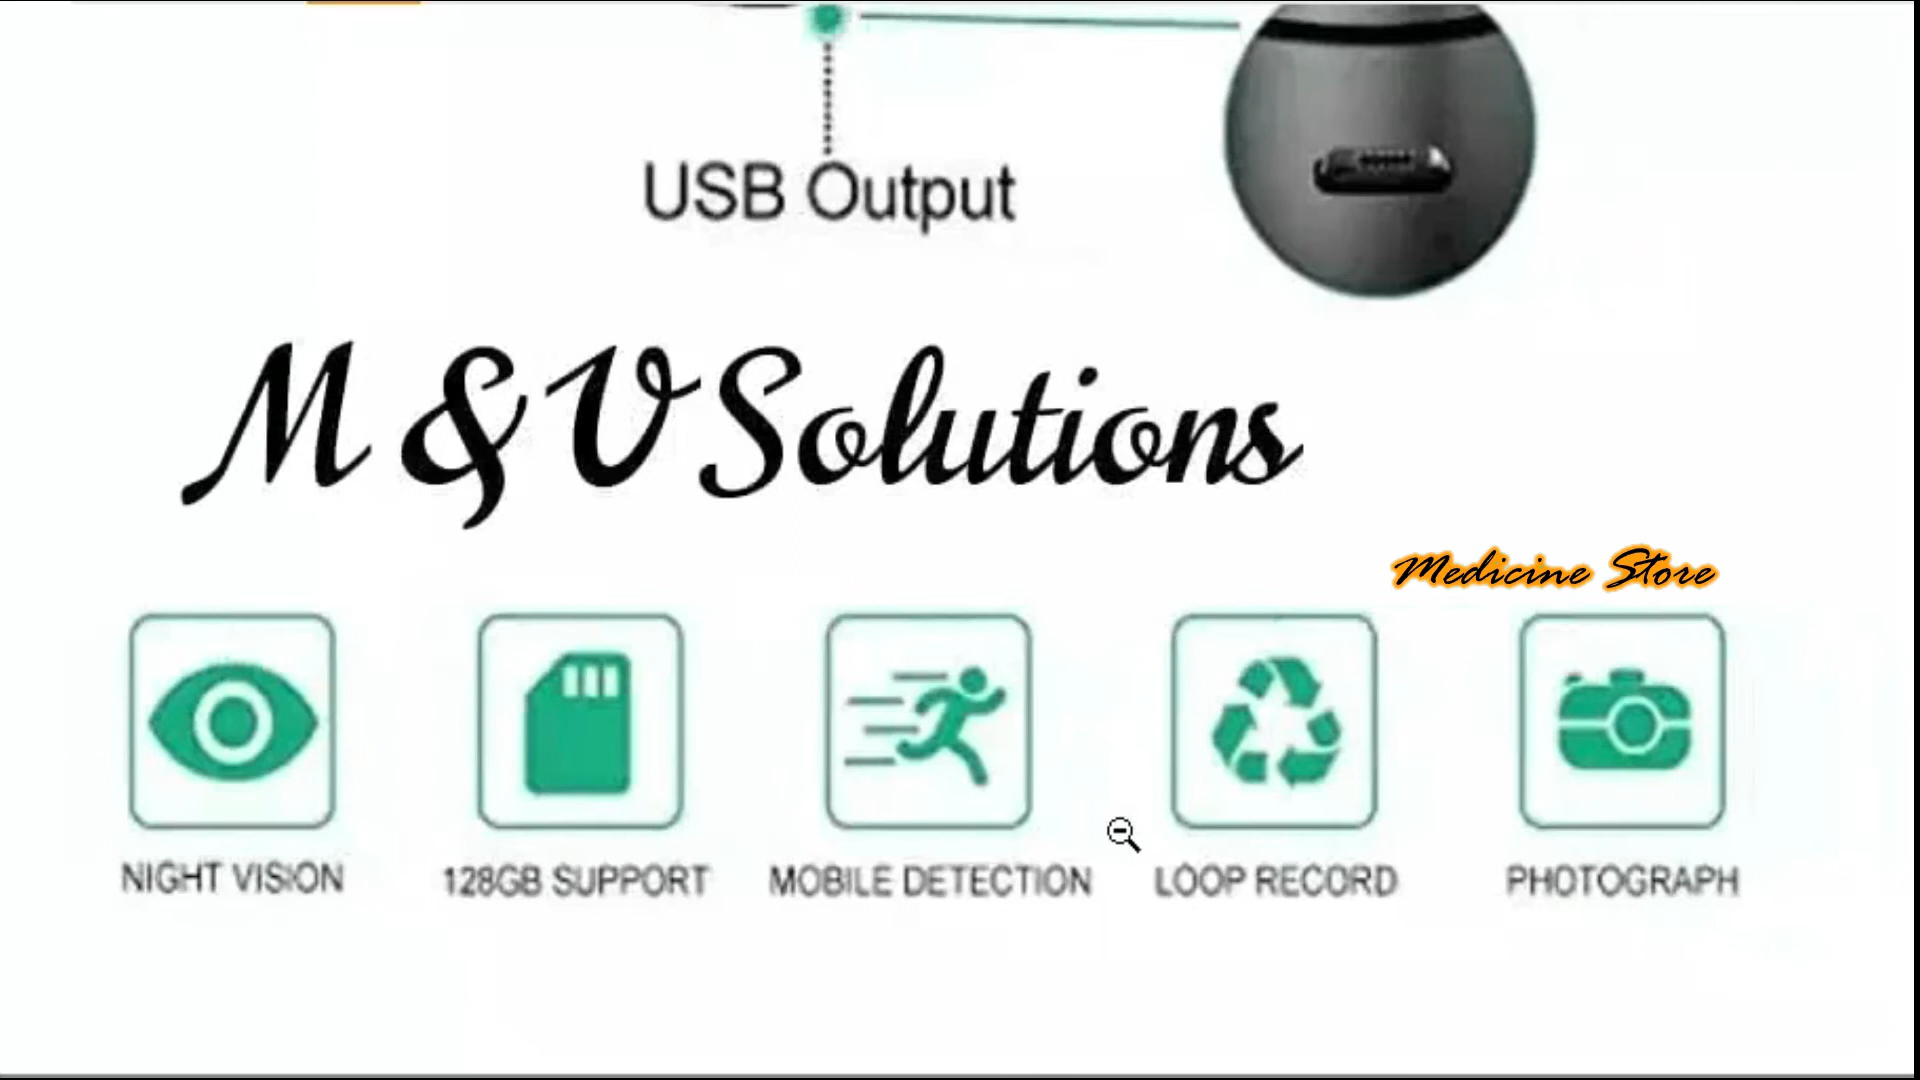 USB Output
M & V Solutions
Medicine Store
NIGHT VISION
128GB SUPPORT
MOBILE DETECTION
LOOP RECORD
PHOTOGRAPH